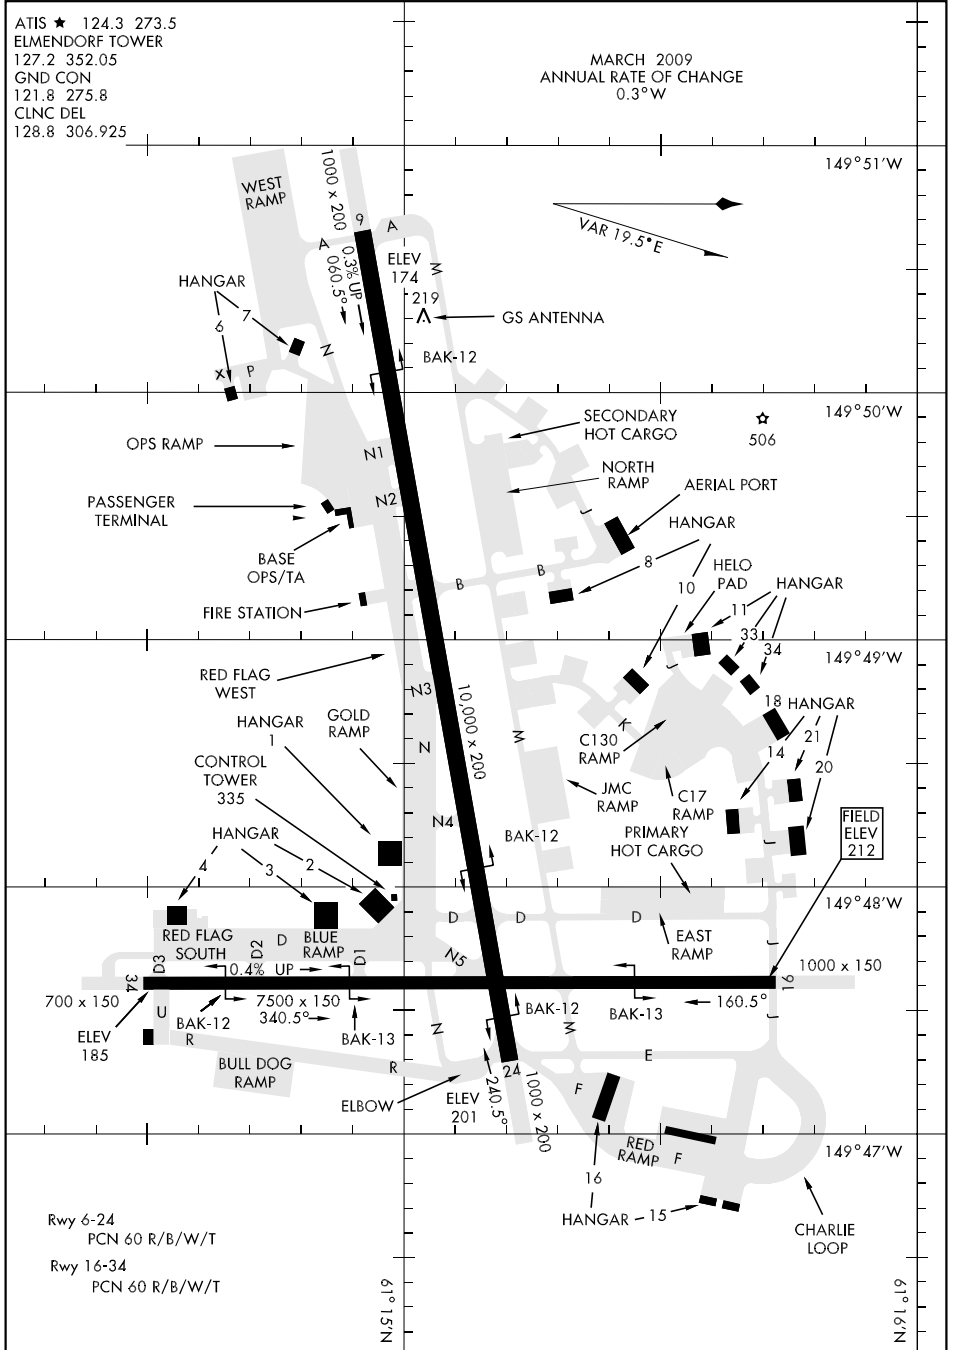 ATIS ★ 124.3 273.5
ELMENDORF TOWER
127.2 352.05
GND CON
121.8 275.8
CLNC DEL
128.8 306.925
MARCH 2009
ANNUAL RATE OF CHANGE
0.3°W
149°51'W
VAR 19.5°E
WEST
RAMP
1000 x 200
9
A
A
0.3% UP
060.5°
ELEV
174
M
219
GS ANTENNA
HANGAR
6
7
N
X
P
BAK-12
149°50'W
506
SECONDARY
HOT CARGO
OPS RAMP
N1
NORTH
RAMP
AERIAL PORT
N2
J
PASSENGER
TERMINAL
HANGAR
BASE
OPS/TA
8
10
HELO
PAD
HANGAR
B
B
FIRE STATION
11
33
34
149°49'W
RED FLAG
WEST
J
N3
10,000 x 200
18
HANGAR
HANGAR
1
GOLD
RAMP
K
C130
RAMP
14
21
20
N
M
CONTROL
TOWER
335
JMC
RAMP
C17
RAMP
N4
BAK-12
PRIMARY
HOT CARGO
J
FIELD
ELEV
212
HANGAR
4
3
2
149°48'W
D
D
D
RED FLAG
SOUTH
D3
D2
D
BLUE
RAMP
D1
N5
EAST
RAMP
J
34
0.4% UP
16
1000 x 150
700 x 150
7500 x 150
340.5°
BAK-12
BAK-13
160.5°
U
BAK-12
BAK-13
N
M
J
ELEV
185
R
BULL DOG
RAMP
R
E
24
ELBOW
ELEV
201
240.5°
1000 x 200
F
RED
RAMP
F
149°47'W
16
HANGAR
15
CHARLIE
LOOP
Rwy 6-24
PCN 60 R/B/W/T
Rwy 16-34
PCN 60 R/B/W/T
61°15'N
61°16'N